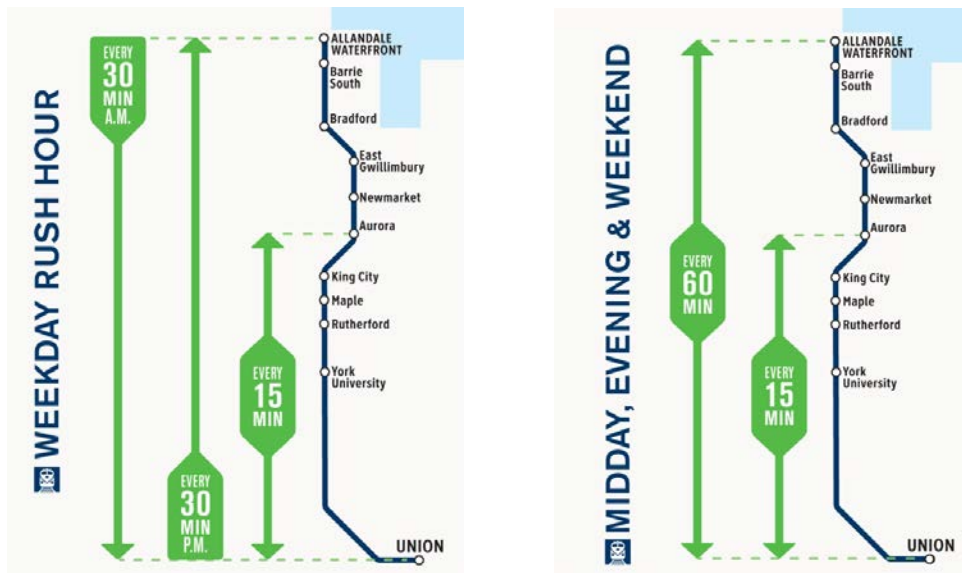 WEEKDAY RUSH HOUR
EVERY
30
MIN
A.M.
EVERY
30
MIN
P.M.
EVERY
15
MIN
ALLANDALE
WATERFRONT
Barrie
South
Bradford
East
Gwillimbury
Newmarket
Aurora
King City
Maple
Rutherford
York
University
UNION
MIDDAY, EVENING & WEEKEND
EVERY
60
MIN
EVERY
15
MIN
ALLANDALE
WATERFRONT
Barrie
South
Bradford
East
Gwillimbury
Newmarket
Aurora
King City
Maple
Rutherford
York
University
UNION